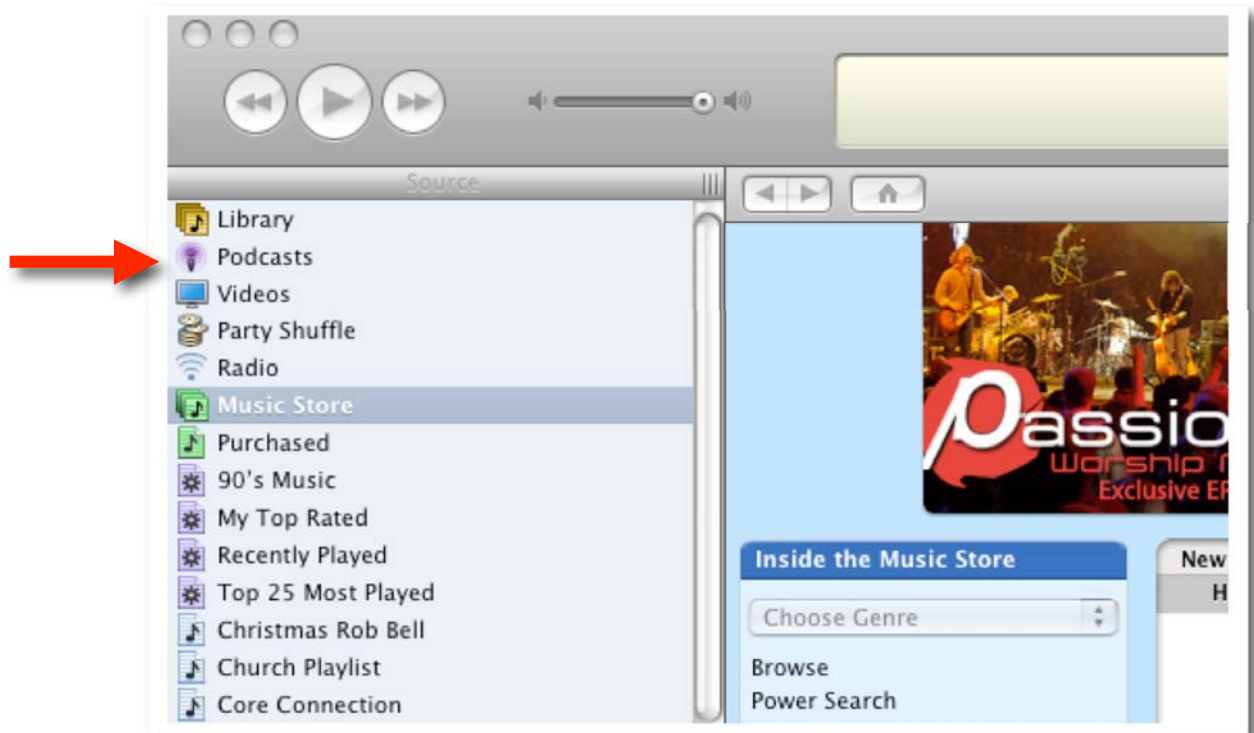 Source
Library
Podcasts
Videos
Party Shuffle
Radio
Music Store
Purchased
90's Music
My Top Rated
Recently Played
Top 25 Most Played
Christmas Rob Bell
Church Playlist
Core Connection
Passio
Worship
Exclusive EP
Inside the Music Store
Choose Genre
Browse
Power Search
New
H